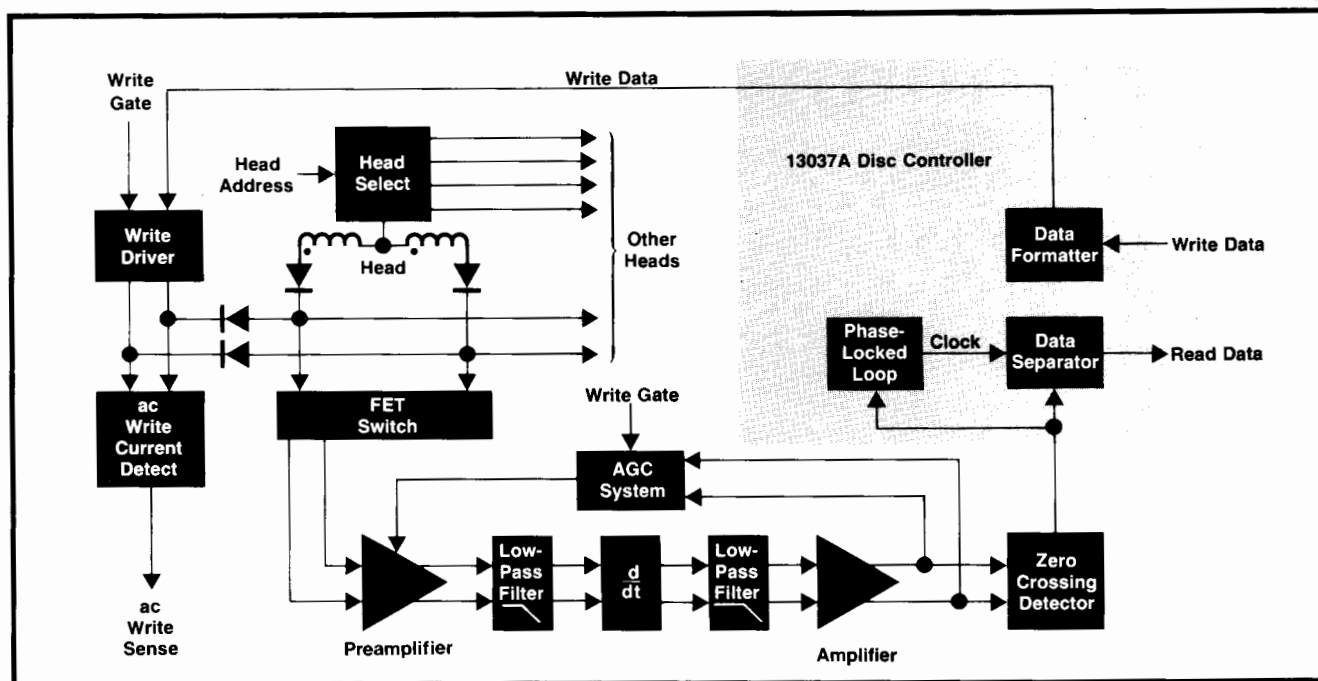 Write
Gate
Write Data
13037A Disc Controller
Head
Address
Head
Select
Write
Driver
Head
Other
Heads
Data
Formatter
Write Data
Phase-
Locked
Loop
Clock
Data
Separator
Read Data
ac
Write
Current
Detect
FET
Switch
Write Gate
AGC
System
Low-
Pass
Filter
d
dt
Low-
Pass
Filter
Zero
Crossing
Detector
ac
Write
Sense
Preamplifier
Amplifier